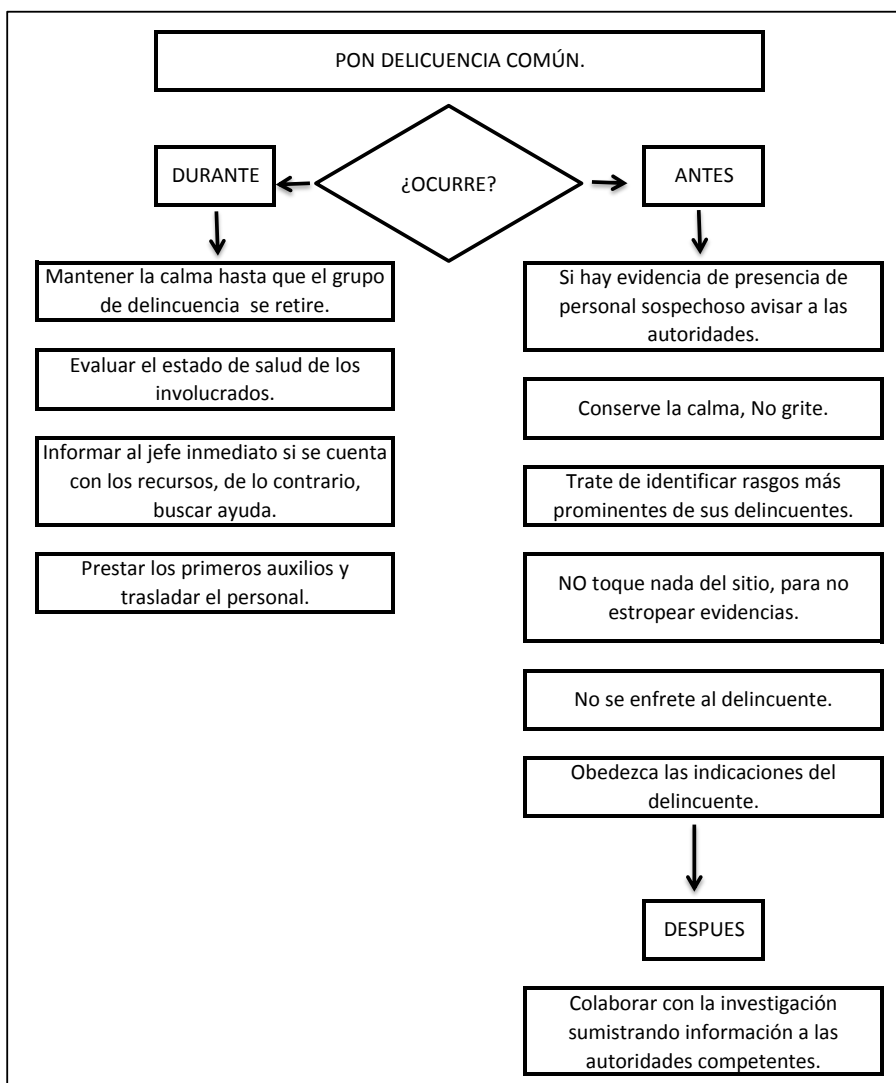 PON DELICUENCIA COMÚN.
¿OCURRE?
DURANTE
Mantener la calma hasta que el grupo
de delincuencia se retire.
Evaluar el estado de salud de los
involucrados.
Informar al jefe inmediato si se cuenta
con los recursos, de lo contrario,
buscar ayuda.
Prestar los primeros auxilios y
trasladar el personal.
ANTES
Si hay evidencia de presencia de
personal sospechoso avisar a las
autoridades.
Conserve la calma, No grite.
Trate de identificar rasgos más
prominentes de sus delincuentes.
NO toque nada del sitio, para no
estropear evidencias.
No se enfrete al delincuente.
Obedezca las indicaciones del
delincuente.
DESPUES
Colaborar con la investigación
sumistrando información a las
autoridades competentes.